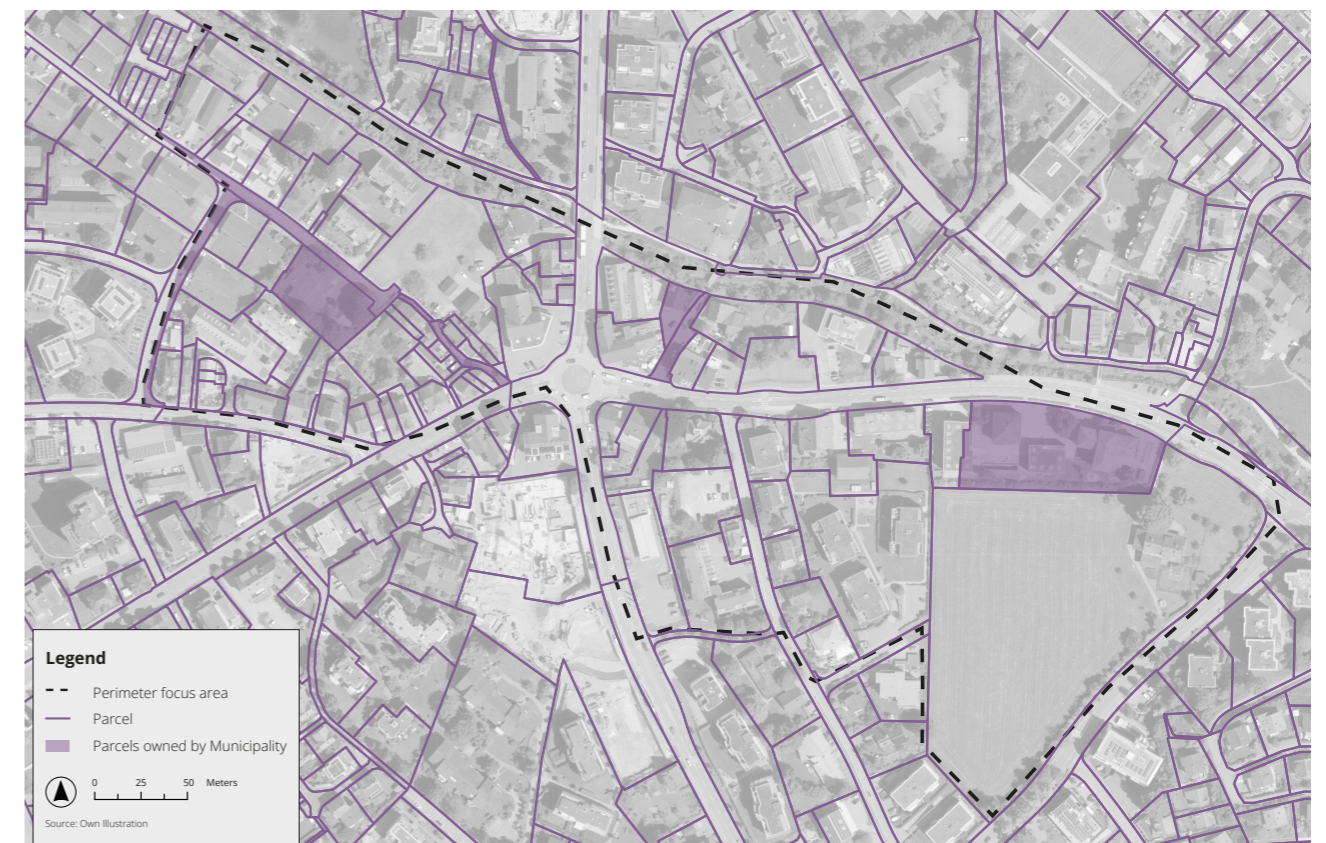 Legend
Perimeter focus area
Parcel
Parcels owned by Municipality
0 25 50 Meters
Source: Own Illustration